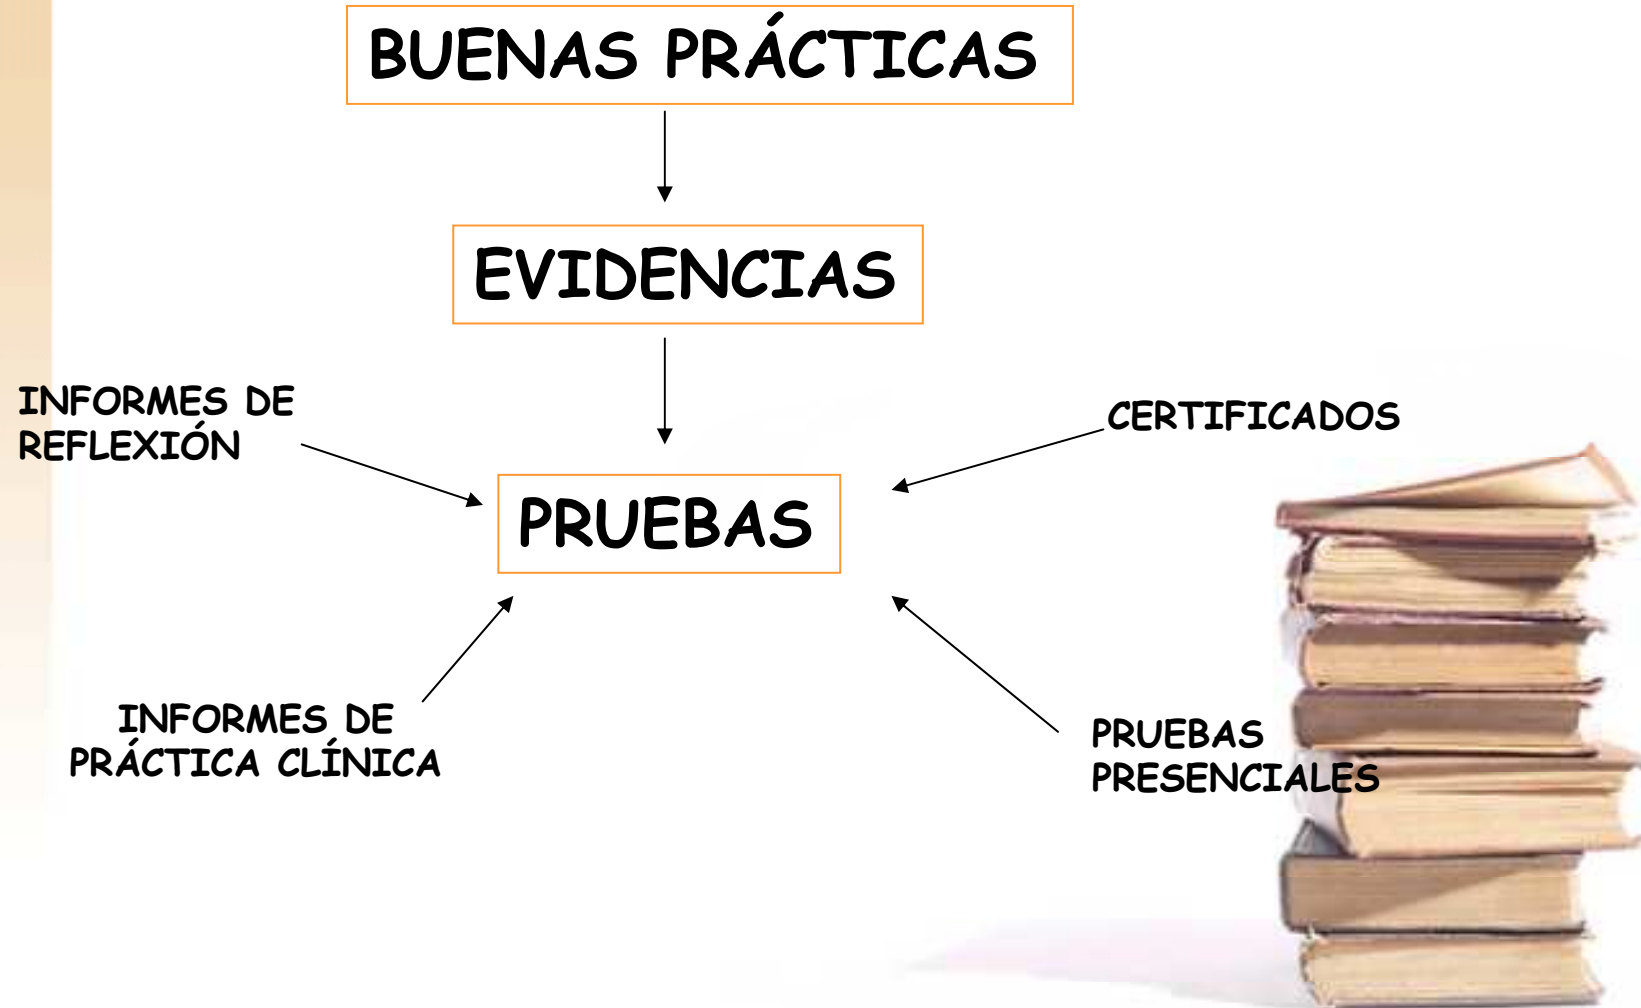 BUENAS PRÁCTICAS
EVIDENCIAS
INFORMES DE
REFLEXIÓN
CERTIFICADOS
PRUEBAS
INFORMES DE
PRÁCTICA CLÍNICA
PRUEBAS
PRESENCIALES